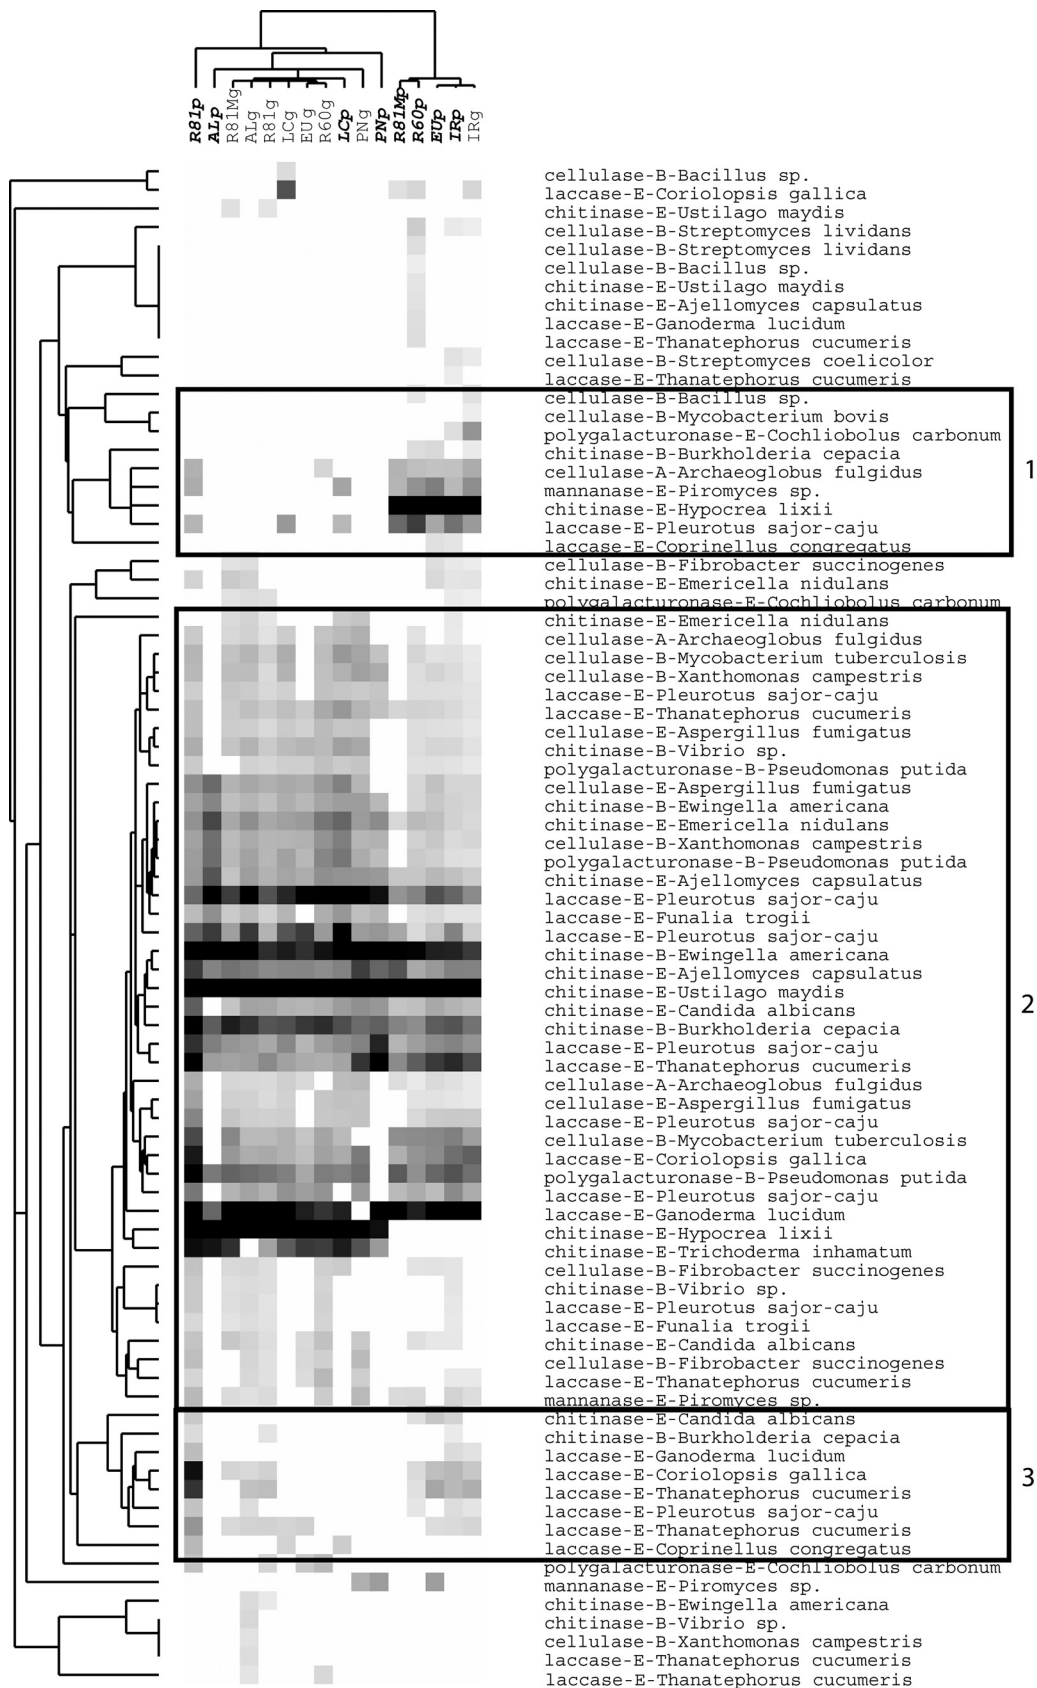 R81p
ALp
R81Mg
ALg
R81g
LCg
EUg
R60g
LCp
PNg
PNp
R81Mp
R60p
EUp
IRp
IRg
cellulase-B-Bacillus sp.
laccase-E-Coriolopsis gallica
chitinase-E-Ustilago maydis
cellulase-B-Streptomyces lividans
cellulase-B-Streptomyces lividans
cellulase-B-Bacillus sp.
chitinase-E-Ustilago maydis
chitinase-E-Ajellomyces capsulatus
laccase-E-Ganoderma lucidum
laccase-E-Thanatephorus cucumeris
cellulase-B-Streptomyces coelicolor
laccase-E-Thanatephorus cucumeris
cellulase-B-Bacillus sp.
cellulase-B-Mycobacterium bovis
polygalacturonase-E-Cochliobolus carbonum
chitinase-B-Burkholderia cepacia
cellulase-A-Archaeoglobus fulgidus
1
mannanase-E-Piromyces sp.
chitinase-E-Hypocrea lixii
laccase-E-Pleurotus sajor-caju
laccase-E-Coprinellus congregatus
cellulase-B-Fibrobacter succinogenes
chitinase-E-Emericella nidulans
polygalacturonase-E-Cochliobolus carbonum
chitinase-E-Emericella nidulans
cellulase-A-Archaeoglobus fulgidus
cellulase-B-Mycobacterium tuberculosis
cellulase-B-Xanthomonas campestris
laccase-E-Pleurotus sajor-caju
laccase-E-Thanatephorus cucumeris
cellulase-E-Aspergillus fumigatus
chitinase-B-Vibrio sp.
polygalacturonase-B-Pseudomonas putida
cellulase-E-Aspergillus fumigatus
chitinase-B-Ewingella americana
chitinase-E-Emericella nidulans
cellulase-B-Xanthomonas campestris
polygalacturonase-B-Pseudomonas putida
chitinase-E-Ajellomyces capsulatus
laccase-E-Pleurotus sajor-caju
laccase-E-Funalia trogii
laccase-E-Pleurotus sajor-caju
chitinase-B-Ewingella americana
chitinase-E-Ajellomyces capsulatus
chitinase-E-Ustilago maydis
2
chitinase-E-Candida albicans
chitinase-B-Burkholderia cepacia
laccase-E-Pleurotus sajor-caju
laccase-E-Thanatephorus cucumeris
cellulase-A-Archaeoglobus fulgidus
cellulase-E-Aspergillus fumigatus
laccase-E-Pleurotus sajor-caju
cellulase-B-Mycobacterium tuberculosis
laccase-E-Coriolopsis gallica
polygalacturonase-B-Pseudomonas putida
laccase-E-Pleurotus sajor-caju
laccase-E-Ganoderma lucidum
chitinase-E-Hypocrea lixii
chitinase-E-Trichoderma inhamatum
cellulase-B-Fibrobacter succinogenes
chitinase-B-Vibrio sp.
laccase-E-Pleurotus sajor-caju
laccase-E-Funalia trogii
chitinase-E-Candida albicans
cellulase-B-Fibrobacter succinogenes
laccase-E-Thanatephorus cucumeris
mannanase-E-Piromyces sp.
chitinase-E-Candida albicans
chitinase-B-Burkholderia cepacia
laccase-E-Ganoderma lucidum
laccase-E-Coriolopsis gallica
3
laccase-E-Thanatephorus cucumeris
laccase-E-Pleurotus sajor-caju
laccase-E-Thanatephorus cucumeris
laccase-E-Coprinellus congregatus
polygalacturonase-E-Cochliobolus carbonum
mannanase-E-Piromyces sp.
chitinase-B-Ewingella americana
chitinase-B-Vibrio sp.
cellulase-B-Xanthomonas campestris
laccase-E-Thanatephorus cucumeris
laccase-E-Thanatephorus cucumeris